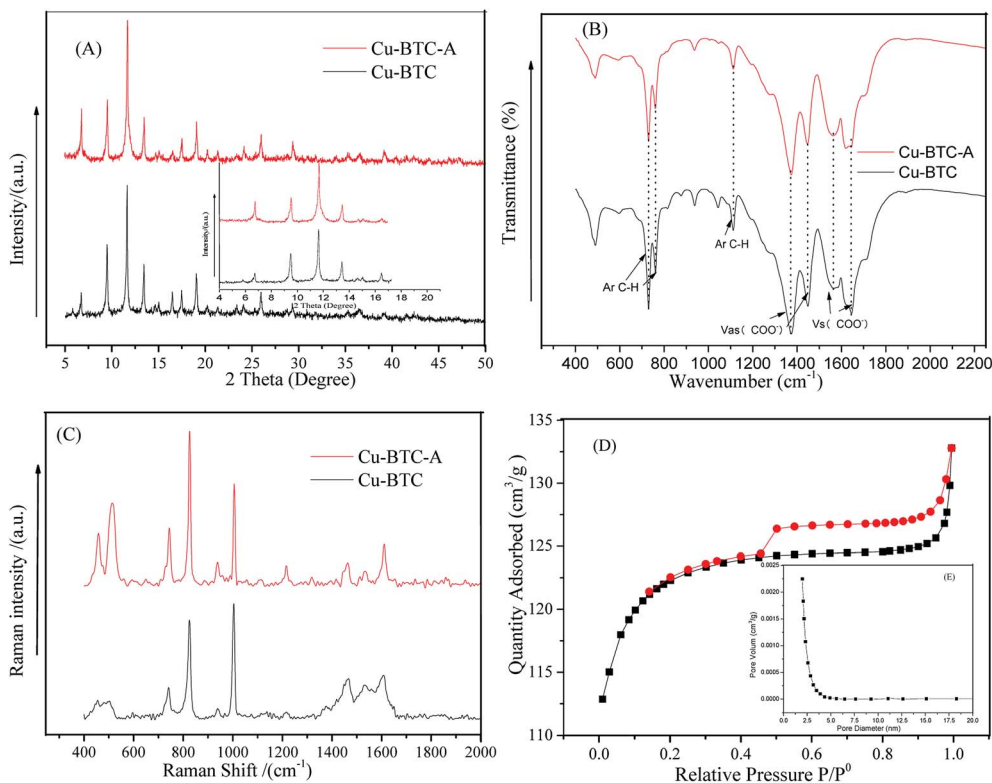 (A)
Cu-BTC-A
Cu-BTC
Intensity/(a.u.)
Intensity/(a.u.)
4 6 8 10 12 14 16 18 20
2 Theta (Degree)
5 10 15 20 25 30 35 40 45 50
2 Theta (Degree)
(B)
Transmittance (%)
Cu-BTC-A
Cu-BTC
Ar C-H
Ar C-H
Vas( COO⁻)
Vs( COO⁻)
400 600 800 1000 1200 1400 1600 1800 2000 2200
Wavenumber (cm⁻¹)
(C)
Cu-BTC-A
Cu-BTC
Raman intensity /(a.u.)
400 600 800 1000 1200 1400 1600 1800 2000
Raman Shift /(cm⁻¹)
(D)
Quantity Adsorbed (cm³/g )
135
130
125
120
115
110
0.0 0.2 0.4 0.6 0.8 1.0
Relative Pressure P/P⁰
(E)
Pore Volum (cm³/g)
0.0025
0.0020
0.0015
0.0010
0.0005
0.0000
0.0 2.5 5.0 7.5 10.0 12.5 15.0 17.5 20.0
Pore Diameter (nm)